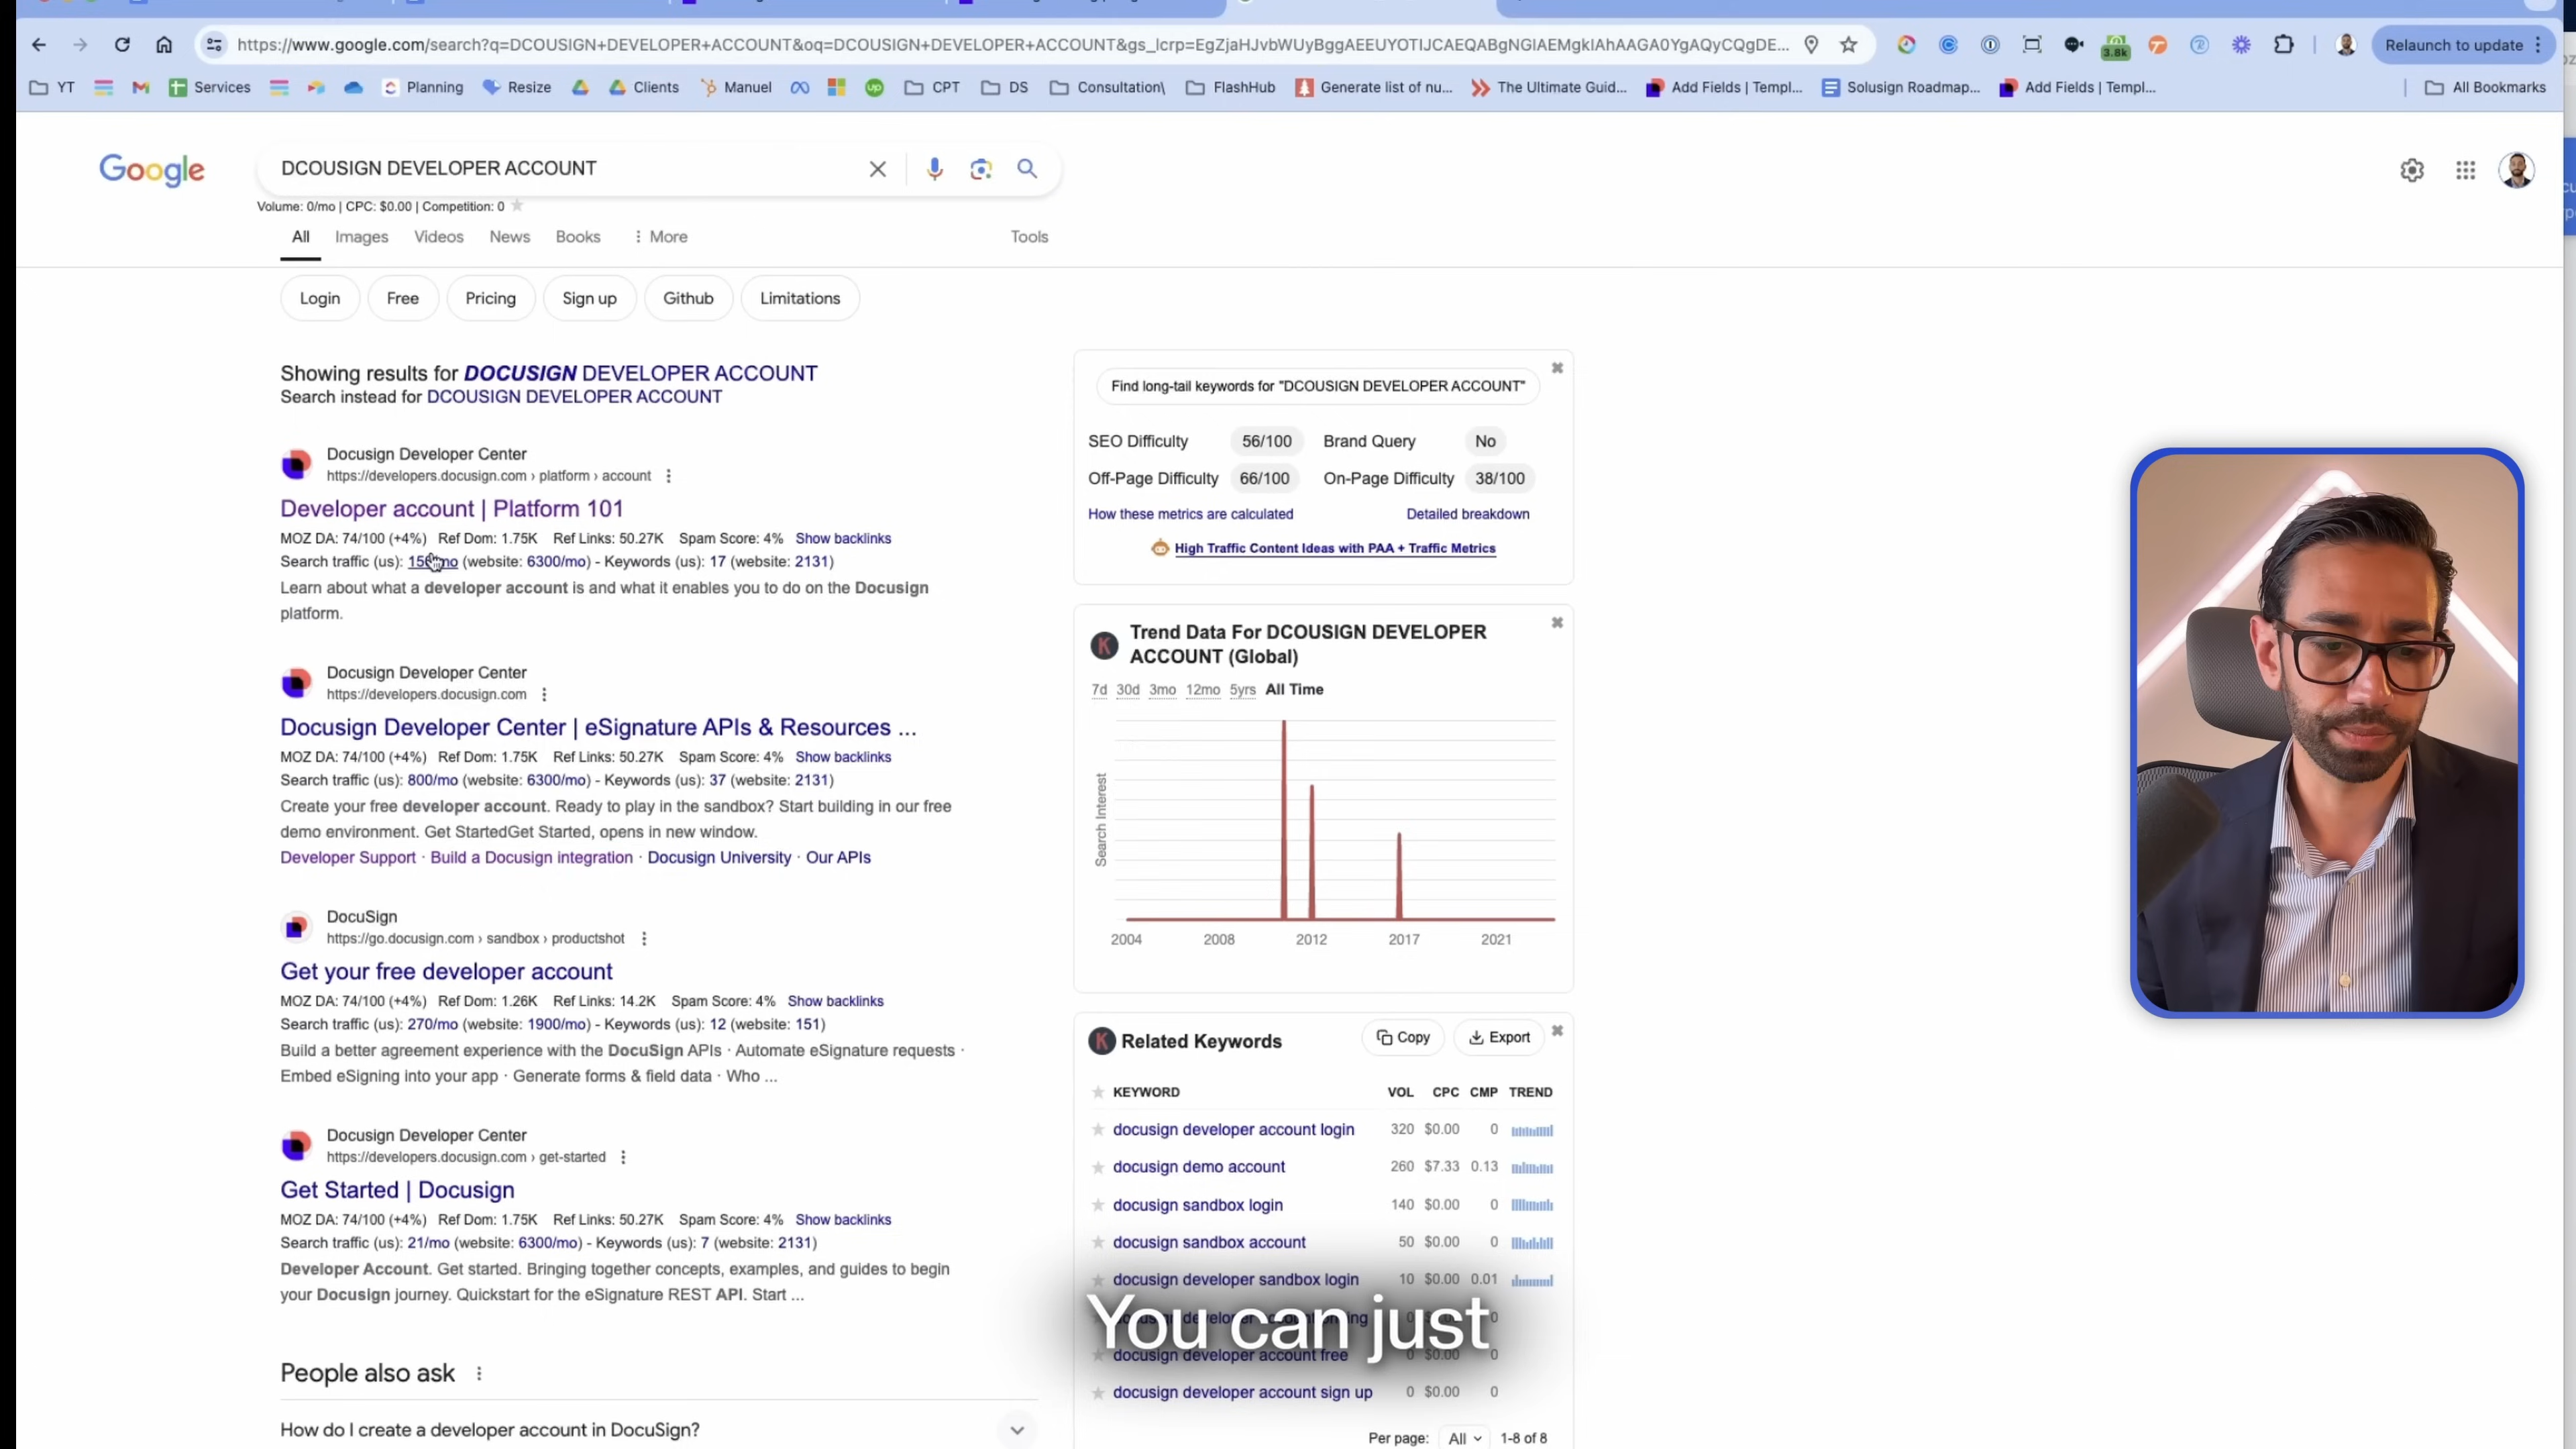 https://www.google.com/search?q=DCOUSIGN+DEVELOPER+ACCOUNT&oq=DCOUSIGN+DEVELOPER+ACCOUNT&gs_lcrp=EgZjaHJvbWUyBggAEEUYOTIJCAEQABgNGIAEMgkIAhAAGA0YgAQyCQgDE...
3.8k
Relaunch to update
YT
Services
Planning
Resize
Clients
Manuel
CPT
DS
Consultation\
FlashHub
Generate list of nu...
The Ultimate Guid...
Add Fields | Templ...
Solusign Roadmap...
Add Fields | Templ...
All Bookmarks
Google
DCOUSIGN DEVELOPER ACCOUNT
Volume: 0/mo | CPC: $0.00 | Competition: 0
All
Images
Videos
News
Books
More
Tools
Login
Free
Pricing
Sign up
Github
Limitations
Showing results for DOCUSIGN DEVELOPER ACCOUNT
Search instead for DCOUSIGN DEVELOPER ACCOUNT
Docusign Developer Center
https://developers.docusign.com › platform › account
Developer account | Platform 101
MOZ DA: 74/100 (+4%) Ref Dom: 1.75K Ref Links: 50.27K Spam Score: 4% Show backlinks
Search traffic (us): (website: 6300/mo) - Keywords (us): 17 (website: 2131)
Learn about what a developer account is and what it enables you to do on the Docusign
platform.
Docusign Developer Center
https://developers.docusign.com
Docusign Developer Center | eSignature APIs & Resources ...
MOZ DA: 74/100 (+4%) Ref Dom: 1.75K Ref Links: 50.27K Spam Score: 4% Show backlinks
Search traffic (us): 800/mo (website: 6300/mo) - Keywords (us): 37 (website: 2131)
Create your free developer account. Ready to play in the sandbox? Start building in our free
demo environment. Get StartedGet Started, opens in new window.
Developer Support · Build a Docusign integration · Docusign University · Our APIs
DocuSign
https://go.docusign.com › sandbox › productshot
Get your free developer account
MOZ DA: 74/100 (+4%) Ref Dom: 1.26K Ref Links: 14.2K Spam Score: 4% Show backlinks
Search traffic (us): 270/mo (website: 1900/mo) - Keywords (us): 12 (website: 151)
Build a better agreement experience with the DocuSign APIs · Automate eSignature requests ·
Embed eSigning into your app · Generate forms & field data · Who ...
Docusign Developer Center
https://developers.docusign.com › get-started
Get Started | Docusign
MOZ DA: 74/100 (+4%) Ref Dom: 1.75K Ref Links: 50.27K Spam Score: 4% Show backlinks
Search traffic (us): 21/mo (website: 6300/mo) - Keywords (us): 7 (website: 2131)
Developer Account. Get started. Bringing together concepts, examples, and guides to begin
your Docusign journey. Quickstart for the eSignature REST API. Start ...
People also ask
How do I create a developer account in DocuSign?
Find long-tail keywords for "DCOUSIGN DEVELOPER ACCOUNT"
SEO Difficulty 56/100 Brand Query No
Off-Page Difficulty 66/100 On-Page Difficulty 38/100
How these metrics are calculated
Detailed breakdown
High Traffic Content Ideas with PAA + Traffic Metrics
K
Trend Data For DCOUSIGN DEVELOPER
ACCOUNT (Global)
7d 30d 3mo 12mo 5yrs All Time
Search Interest
2004 2008 2012 2017 2021
K
Related Keywords
Copy
Export
KEYWORD VOL CPC CMP TREND
docusign developer account login 320 $0.00 0
docusign demo account 260 $7.33 0.13
docusign sandbox login 140 $0.00 0
docusign sandbox account 50 $0.00 0
docusign developer sandbox login 10 $0.00 0.01
You can just
docusign developer account free 0 $0.00 0
docusign developer account sign up 0 $0.00 0
Per page: All 1-8 of 8